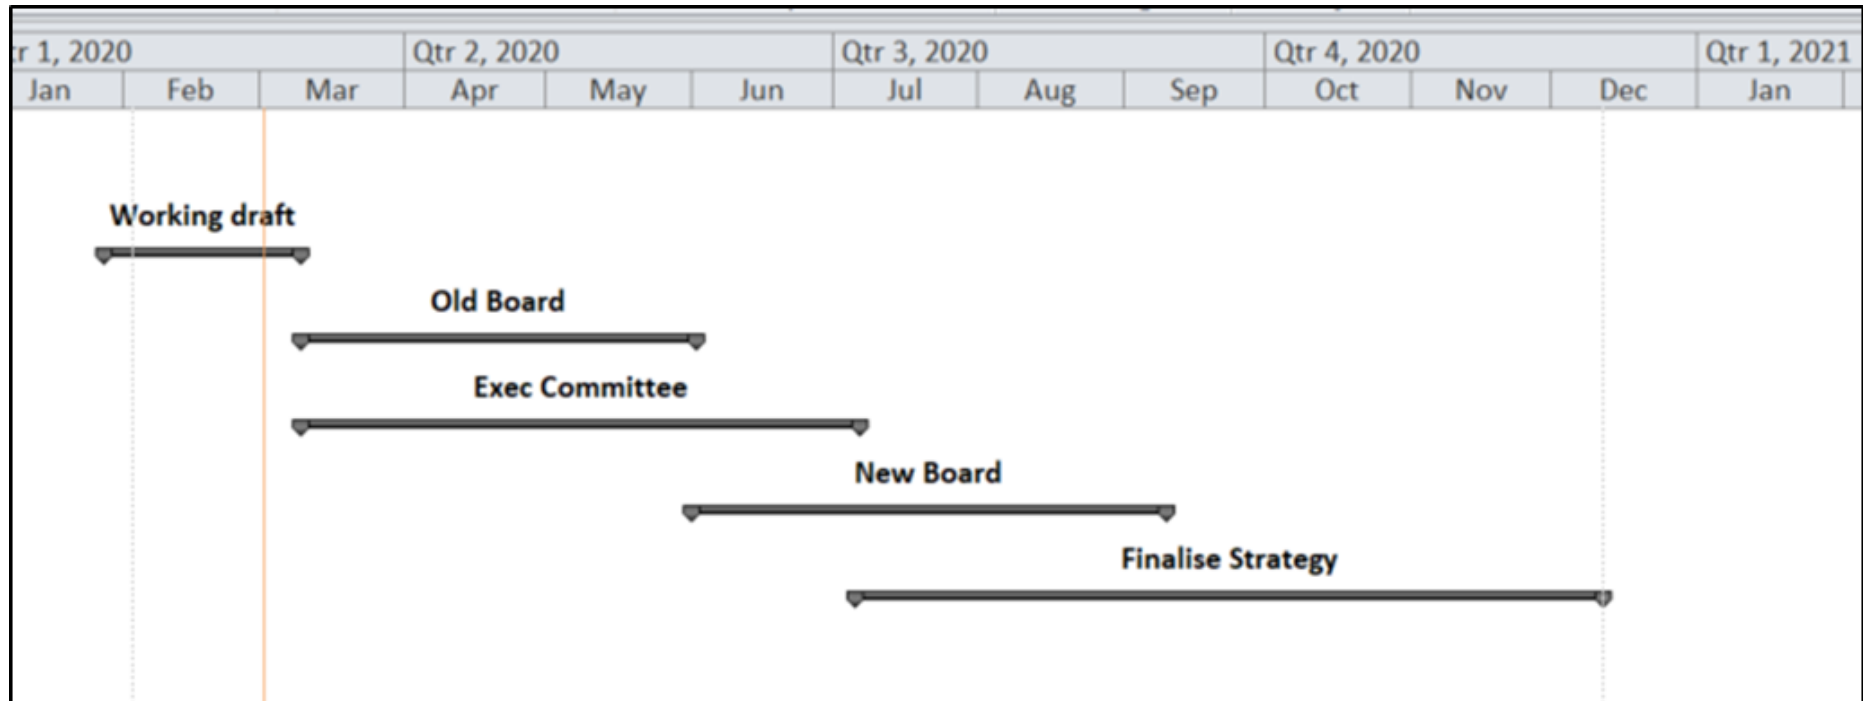 tr 1, 2020 Qtr 2, 2020 Qtr 3, 2020 Qtr 4, 2020 Qtr 1, 2021
Jan Feb Mar Apr May Jun Jul Aug Sep Oct Nov Dec Jan
Working draft
Old Board
Exec Committee
New Board
Finalise Strategy